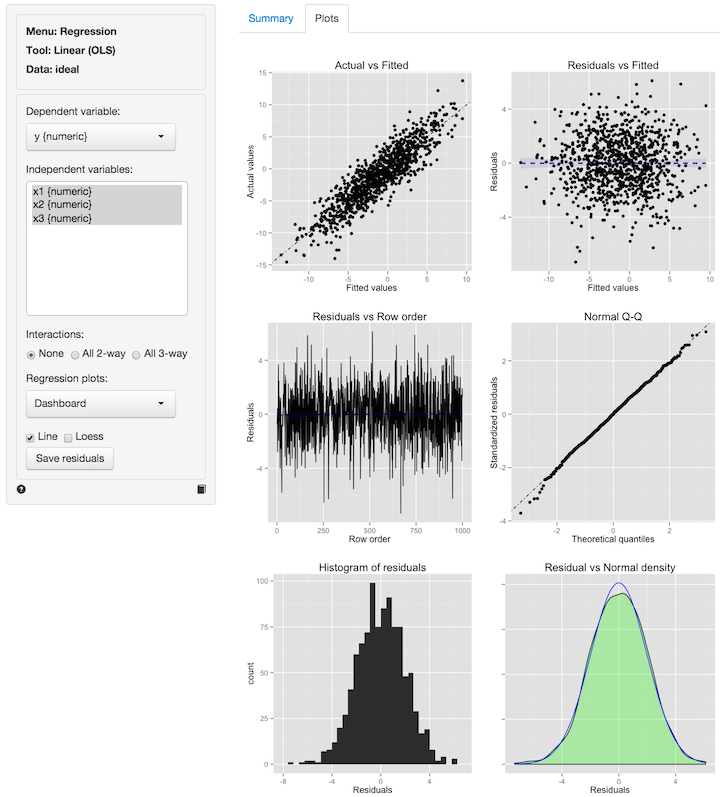 Menu: Regression
Tool: Linear (OLS)
Data: ideal
Dependent variable:
y {numeric}
Independent variables:
x1 {numeric}
x2 {numeric}
x3 {numeric}
Interactions:
None All 2-way All 3-way
Regression plots:
Dashboard
Line Loess
Save residuals
?
Summary Plots
Actual vs Fitted
15
10
5
0
-5
-10
-15
Actual values
-10 -5 0 5 10
Fitted values
Residuals vs Fitted
4
0
-4
Residuals
-10 -5 0 5 10
Fitted values
Residuals vs Row order
4
0
-4
Residuals
0 250 500 750 1000
Row order
Normal Q-Q
2
0
-2
-4
Standardized residuals
-2 0 2
Theoretical quantiles
Histogram of residuals
100
75
50
25
0
count
-8 -4 0 4
Residuals
Residual vs Normal density
-4 0 4
Residuals